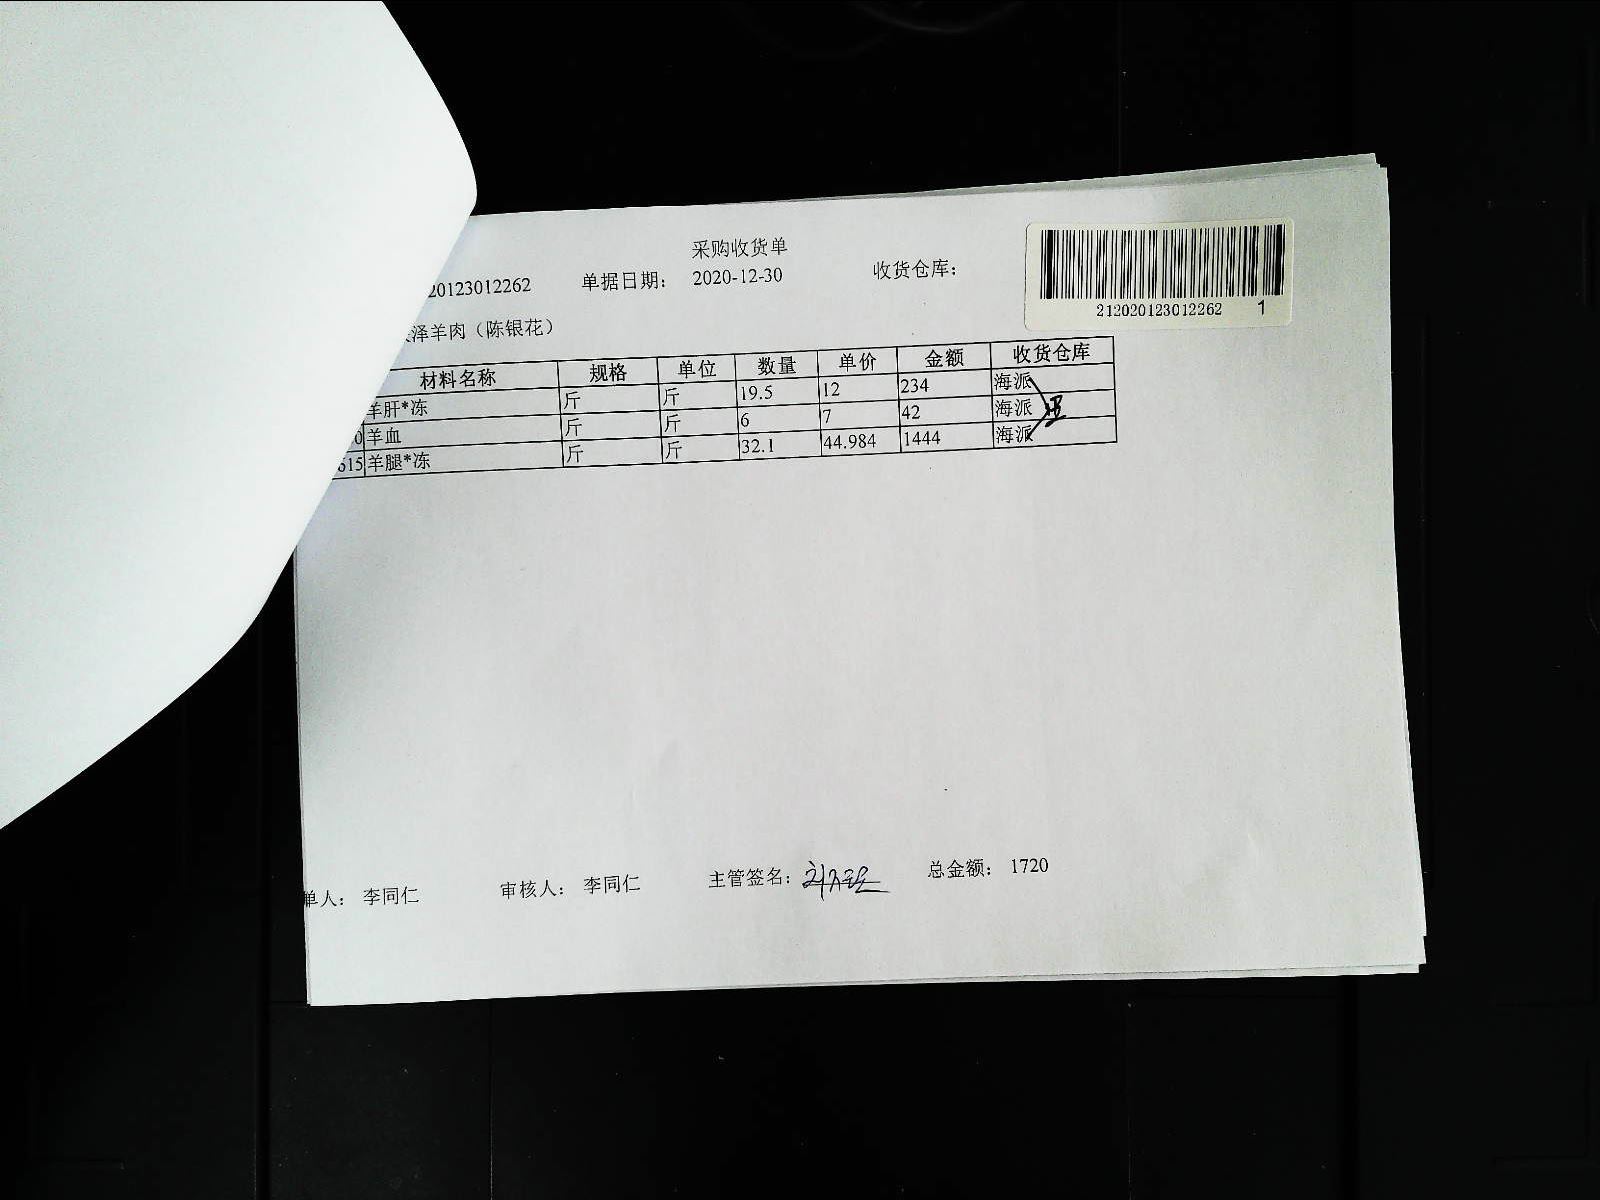 采购收货单
20123012262 单据日期: 2020-12-30 收货仓库:
212020123012262 1
泽羊肉（陈银花）
材料名称 规格 单位 数量 单价 金额 收货仓库
羊肝*冻 斤 斤 19.5 12 234 海派
0 羊血 斤 斤 6 7 42 海派
615 羊腿*冻 斤 斤 32.1 44.984 1444 海派
单人: 李同仁 审核人: 李同仁 主管签名: 总金额: 1720